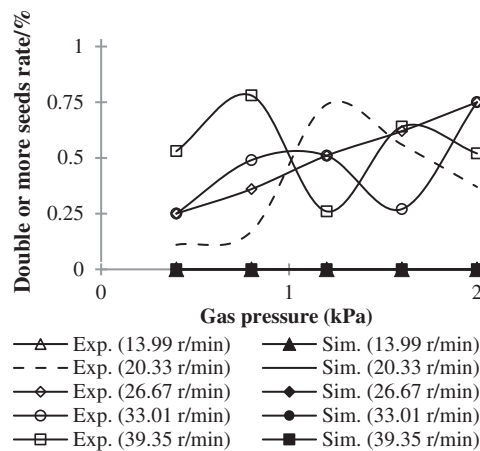 Double or more seeds rate/%
1
0.75
0.5
0.25
0
0 1 2
Gas pressure (kPa)
Exp. (13.99 r/min) Sim. (13.99 r/min)
Exp. (20.33 r/min) Sim. (20.33 r/min)
Exp. (26.67 r/min) Sim. (26.67 r/min)
Exp. (33.01 r/min) Sim. (33.01 r/min)
Exp. (39.35 r/min) Sim. (39.35 r/min)